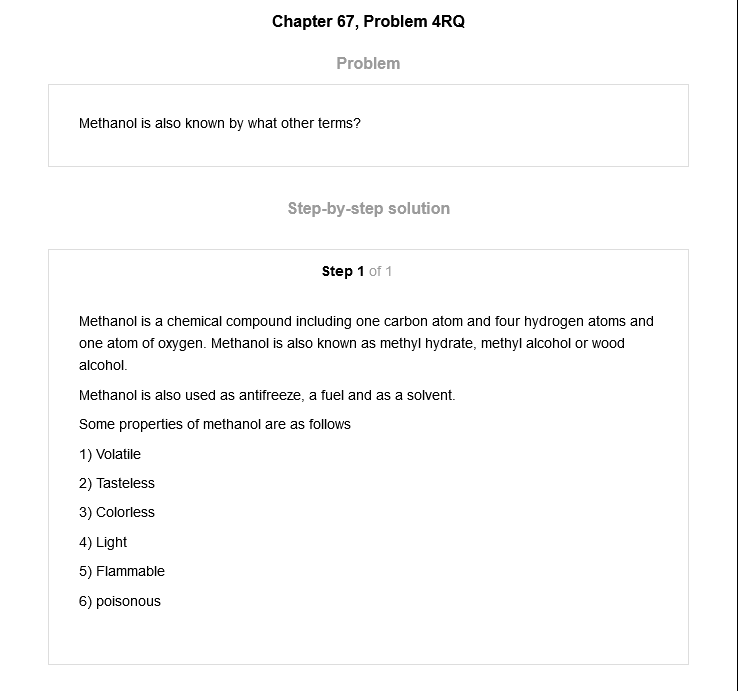 Chapter 67, Problem 4RQ
Problem
Methanol is also known by what other terms?
Step-by-step solution
Step 1 of 1
Methanol is a chemical compound including one carbon atom and four hydrogen atoms and
one atom of oxygen. Methanol is also known as methyl hydrate, methyl alcohol or wood
alcohol.
Methanol is also used as antifreeze, a fuel and as a solvent.
Some properties of methanol are as follows
1) Volatile
2) Tasteless
3) Colorless
4) Light
5) Flammable
6) poisonous